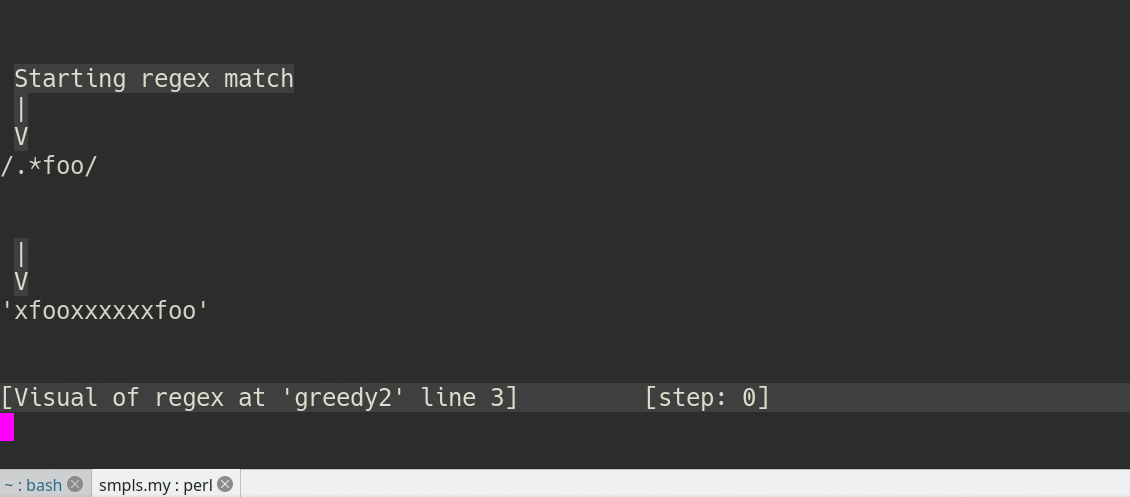 Starting regex match
|
V
/.*foo/
|
V
'xfooxxxxxxfoo'
[Visual of regex at 'greedy2' line 3] [step: 0]
~ : bash smpls.my : perl